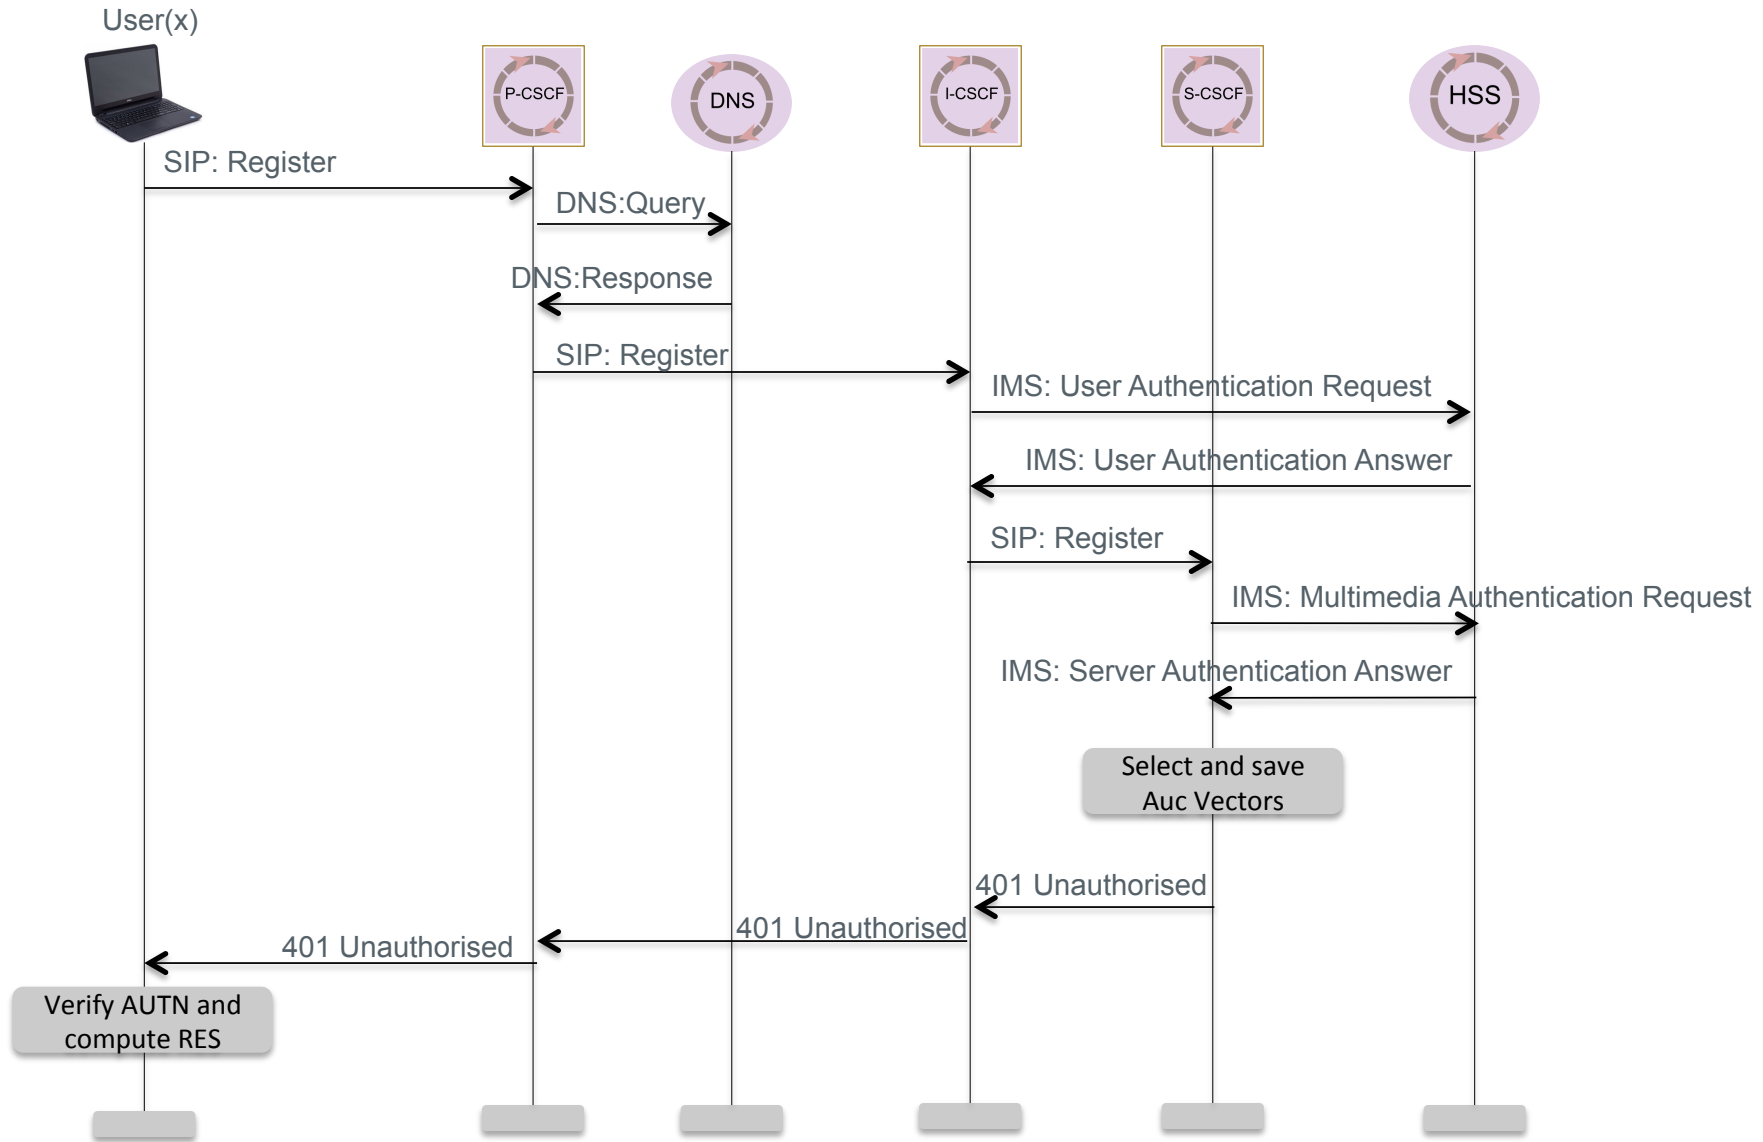 User(x)
P-CSCF
DNS
I-CSCF
S-CSCF
HSS
SIP: Register
DNS:Query
DNS:Response
SIP: Register
IMS: User Authentication Request
IMS: User Authentication Answer
SIP: Register
IMS: Multimedia Authentication Request
IMS: Server Authentication Answer
Select and save
Auc Vectors
401 Unauthorised
401 Unauthorised
401 Unauthorised
Verify AUTN and
compute RES